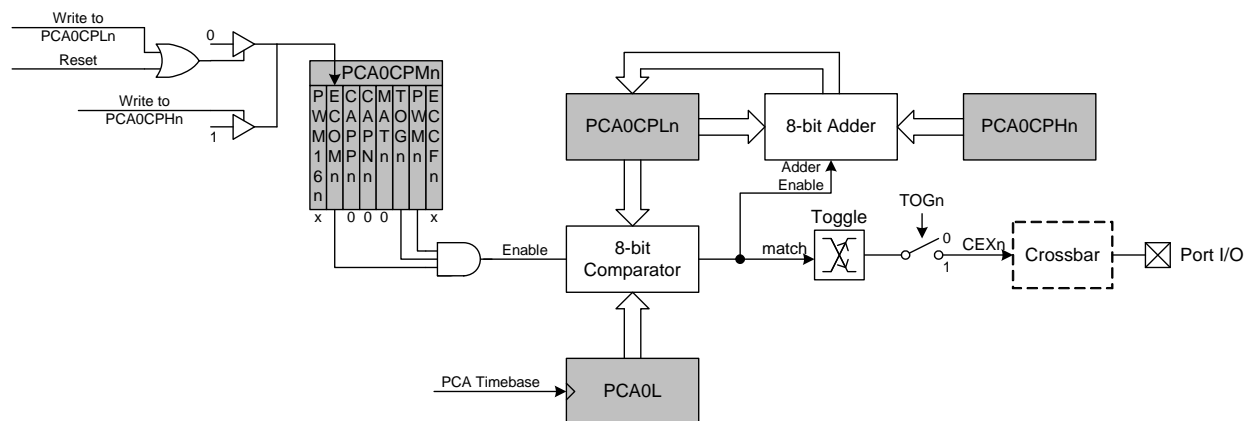 Write to
PCA0CPLn
Reset
0
Write to
PCA0CPHn
1
PCA0CPMn
P E C C M T P E
W C A A A O W C
M O P P T G M C
1 M P N n n n F
6 n n n n
n
x 0 0 0 x
Enable
PCA0CPLn
8-bit Adder
PCA0CPHn
Adder
Enable
8-bit
Comparator
match
Toggle
TOGn
0
1
CEXn
Crossbar
Port I/O
PCA Timebase
PCA0L